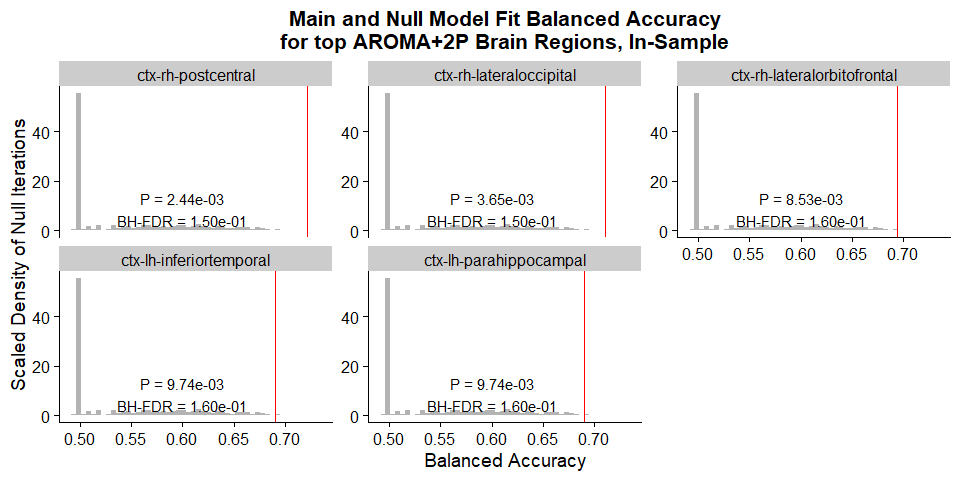 Main and Null Model Fit Balanced Accuracy
for top AROMA+2P Brain Regions, In-Sample
ctx-rh-postcentral
ctx-rh-lateraloccipital
ctx-rh-lateralorbitofrontal
40
20
0
P = 2.44e-03
BH-FDR = 1.50e-01
40
20
0
P = 3.65e-03
BH-FDR = 1.50e-01
40
20
0
P = 8.53e-03
BH-FDR = 1.60e-01
0.50 0.55 0.60 0.65 0.70
ctx-lh-inferiortemporal
ctx-lh-parahippocampal
40
20
0
P = 9.74e-03
BH-FDR = 1.60e-01
0.50 0.55 0.60 0.65 0.70
40
20
0
P = 9.74e-03
BH-FDR = 1.60e-01
0.50 0.55 0.60 0.65 0.70
Scaled Density of Null Iterations
Balanced Accuracy